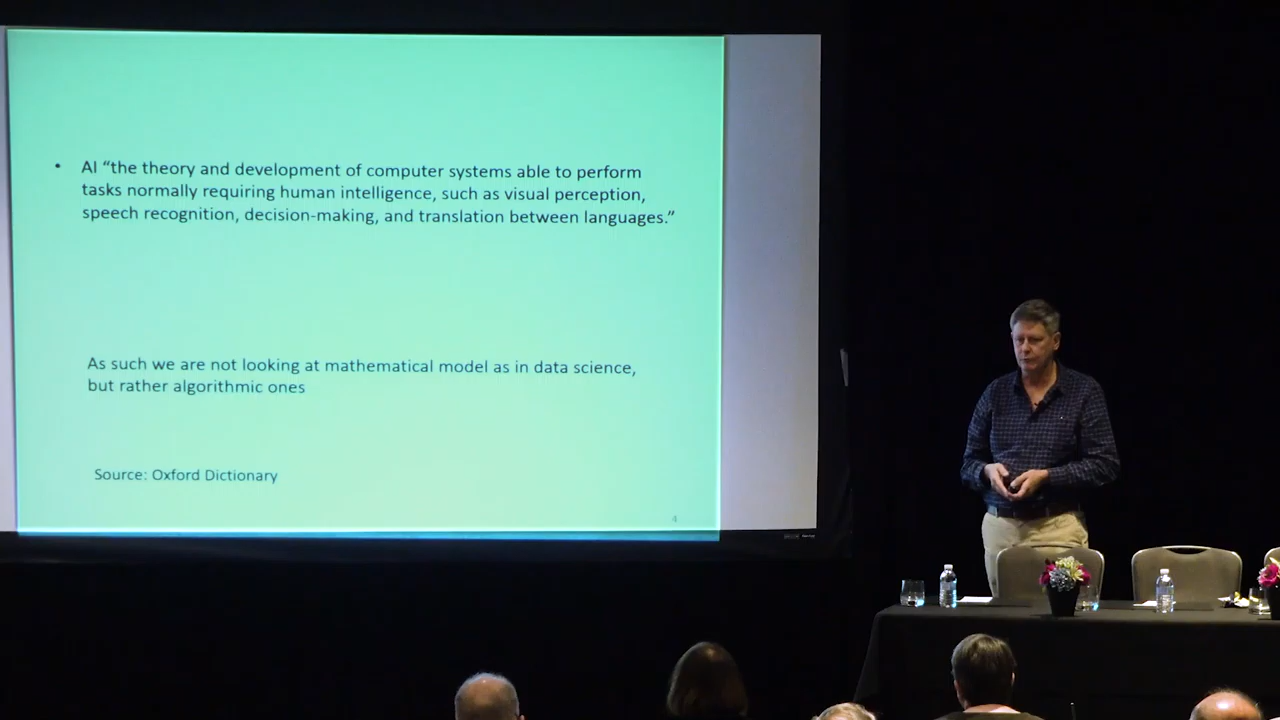 • AI “the theory and development of computer systems able to perform
tasks normally requiring human intelligence, such as visual perception,
speech recognition, decision-making, and translation between languages.”
As such we are not looking at mathematical model as in data science,
but rather algorithmic ones
Source: Oxford Dictionary
4